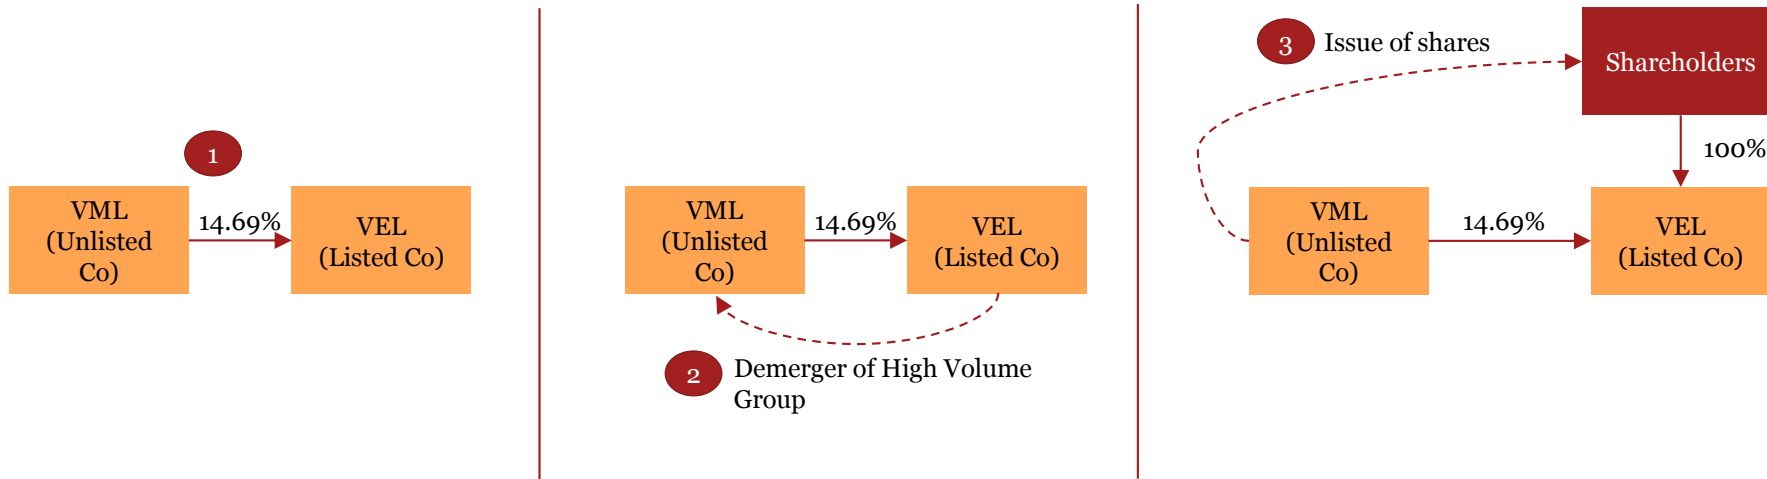 1
VML
(Unlisted
Co)
14.69%
VEL
(Listed Co)
VML
(Unlisted
Co)
14.69%
VEL
(Listed Co)
2
Demerger of High Volume
Group
3
Issue of shares
Shareholders
100%
VML
(Unlisted
Co)
14.69%
VEL
(Listed Co)